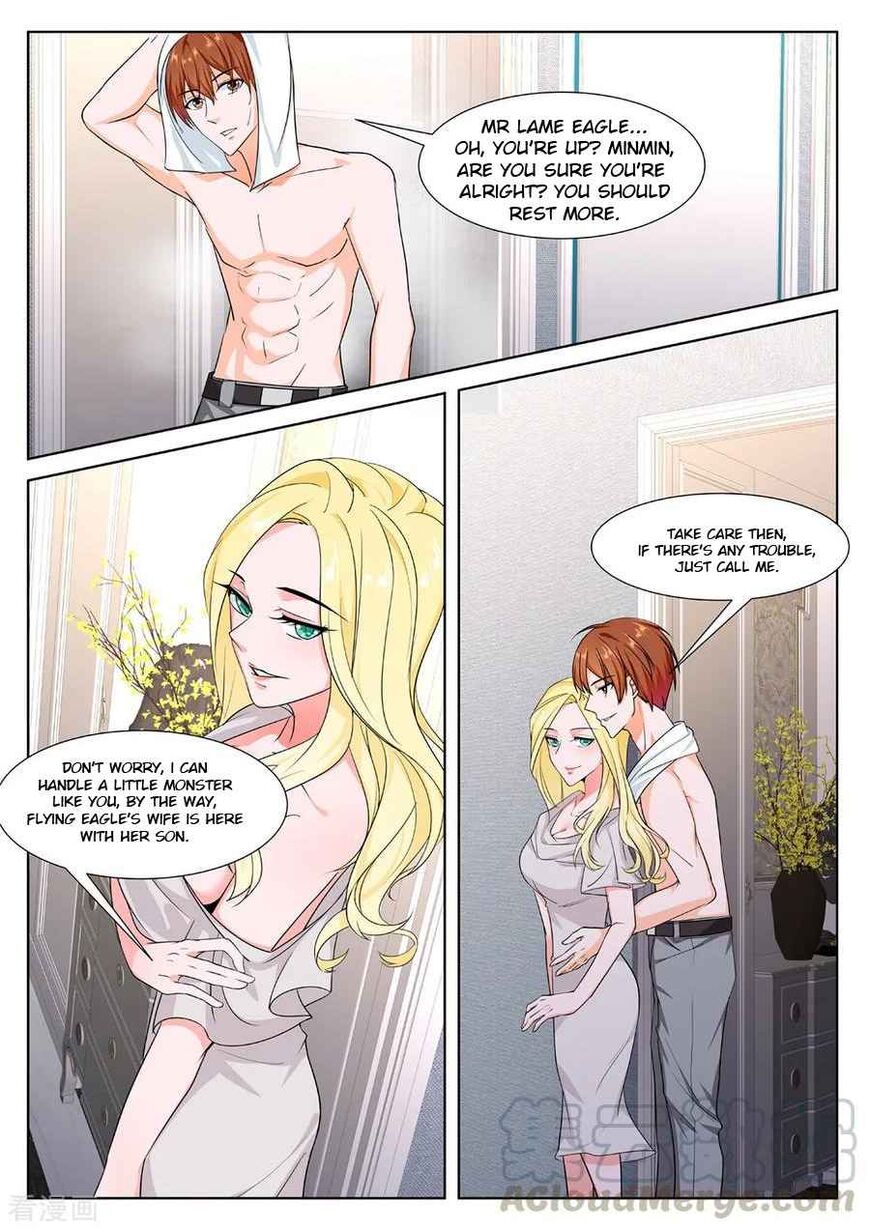 MR LAME EAGLE...
OH, YOU'RE UP? MINMIN,
ARE YOU SURE YOU'RE
ALRIGHT? YOU SHOULD
REST MORE.
TAKE CARE THEN,
IF THERE'S ANY TROUBLE,
JUST CALL ME.
DON'T WORRY, I CAN
HANDLE A LITTLE MONSTER
LIKE YOU, BY THE WAY,
FLYING EAGLE'S WIFE IS HERE
WITH HER SON.
AcloudMerge.com
看漫画